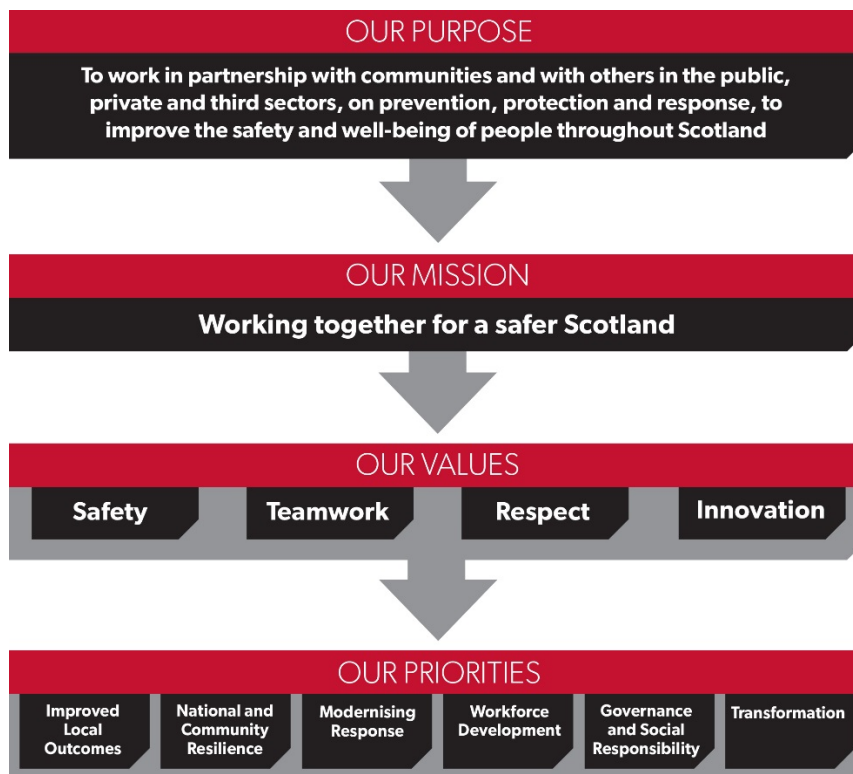 OUR PURPOSE
To work in partnership with communities and with others in the public,
private and third sectors, on prevention, protection and response, to
improve the safety and well-being of people throughout Scotland
OUR MISSION
Working together for a safer Scotland
OUR VALUES
Safety
Teamwork
Respect
Innovation
OUR PRIORITIES
Improved
Local
Outcomes
National and
Community
Resilience
Modernising
Response
Workforce
Development
Governance
and Social
Responsibility
Transformation